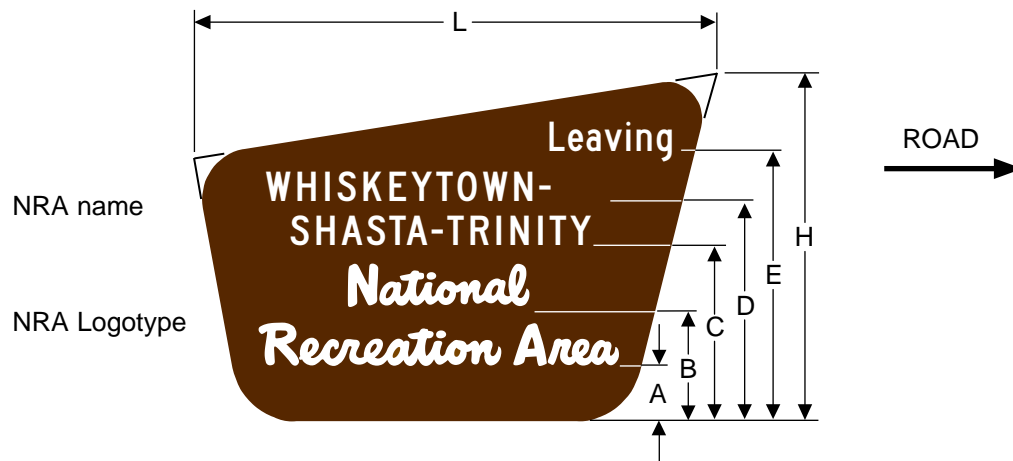 L
Leaving
ROAD
WHISKEYTOWN-
NRA name
SHASTA-TRINITY
H
E
National
D
NRA Logotype
C
Recreation Area
B
A